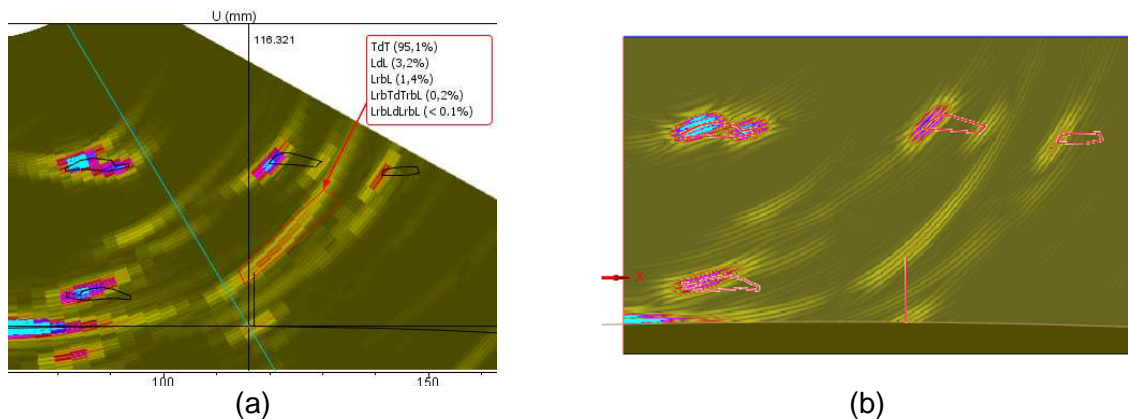 U (mm)
116.321
TdT (95,1%)
LdL (3,2%)
LrbL (1,4%)
LrbTdTrbL (0,2%)
LrbLdLrbL (< 0,1%)
100
150
(a)
X
(b)